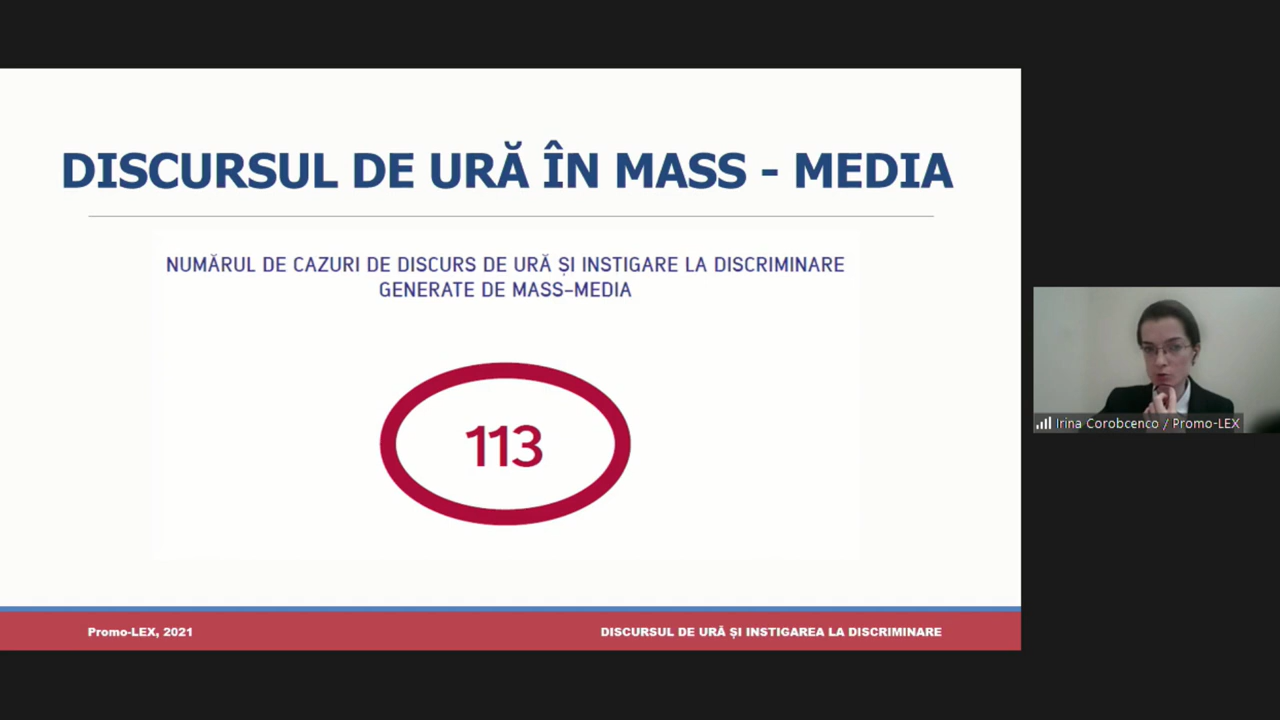 DISCURSUL DE URĂ ÎN MASS - MEDIA
NUMĂRUL DE CAZURI DE DISCURS DE URĂ ȘI INSTIGARE LA DISCRIMINARE
GENERATE DE MASS–MEDIA
113
Irina Corobcenco / Promo-LEX
Promo-LEX, 2021
DISCURSUL DE URĂ ȘI INSTIGAREA LA DISCRIMINARE